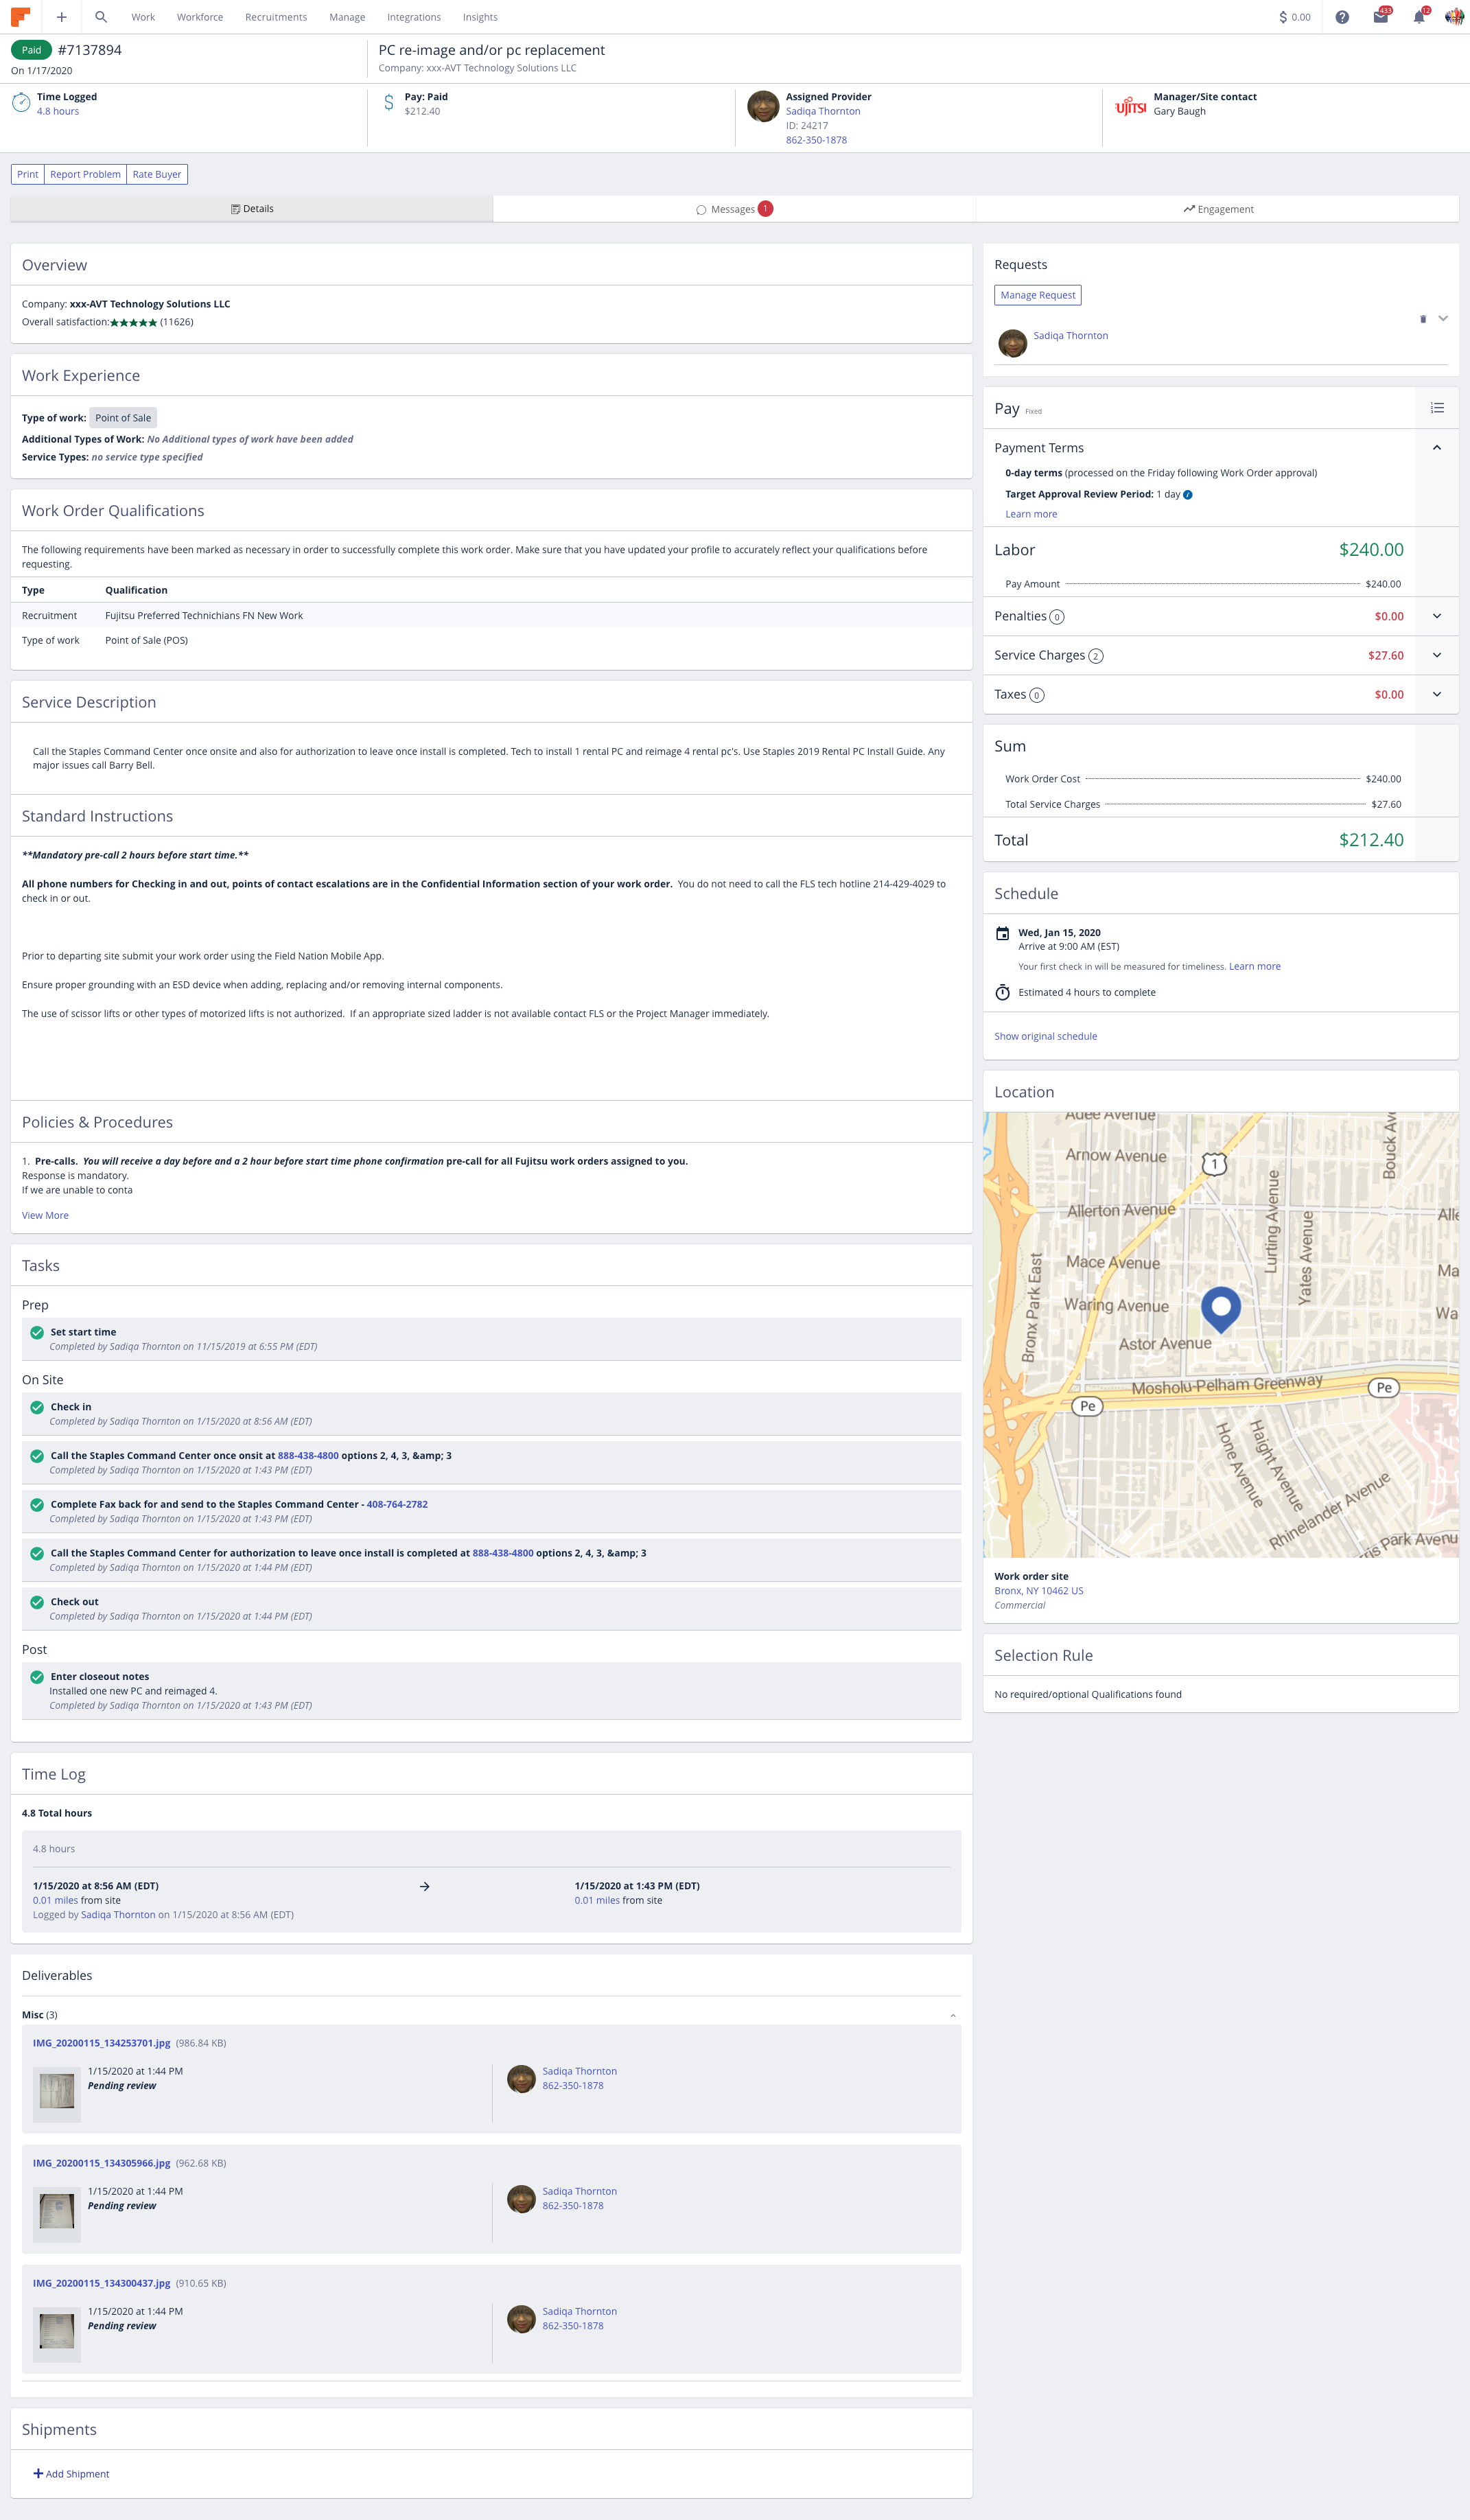 Work
Workforce
Recruitments
Manage
Integrations
Insights
$ 0.00
433
12
Paid #7137894
On 1/17/2020
PC re-image and/or pc replacement
Company: xxx-AVT Technology Solutions LLC
Time Logged
4.8 hours
Pay: Paid
$212.40
Assigned Provider
Sadiqa Thornton
ID: 24217
862-350-1878
UJITSI
Manager/Site contact
Gary Baugh
Print
Report Problem
Rate Buyer
Details
Messages 1
Engagement
Overview
Company: xxx-AVT Technology Solutions LLC
Overall satisfaction:★★★★★ (11626)
Work Experience
Type of work: Point of Sale
Additional Types of Work: No Additional types of work have been added
Service Types: no service type specified
Work Order Qualifications
The following requirements have been marked as necessary in order to successfully complete this work order. Make sure that you have updated your profile to accurately reflect your qualifications before
requesting.
Type Qualification
Recruitment Fujitsu Preferred Technichians FN New Work
Type of work Point of Sale (POS)
Service Description
Call the Staples Command Center once onsite and also for authorization to leave once install is completed. Tech to install 1 rental PC and reimage 4 rental pc's. Use Staples 2019 Rental PC Install Guide. Any
major issues call Barry Bell.
Standard Instructions
**Mandatory pre-call 2 hours before start time.**
All phone numbers for Checking in and out, points of contact escalations are in the Confidential Information section of your work order. You do not need to call the FLS tech hotline 214-429-4029 to
check in or out.
Prior to departing site submit your work order using the Field Nation Mobile App.
Ensure proper grounding with an ESD device when adding, replacing and/or removing internal components.
The use of scissor lifts or other types of motorized lifts is not authorized. If an appropriate sized ladder is not available contact FLS or the Project Manager immediately.
Policies & Procedures
1. Pre-calls. You will receive a day before and a 2 hour before start time phone confirmation pre-call for all Fujitsu work orders assigned to you.
Response is mandatory.
If we are unable to conta
View More
Tasks
Prep
Set start time
Completed by Sadiqa Thornton on 11/15/2019 at 6:55 PM (EDT)
On Site
Check in
Completed by Sadiqa Thornton on 1/15/2020 at 8:56 AM (EDT)
Call the Staples Command Center once onsit at 888-438-4800 options 2, 4, 3, &amp; 3
Completed by Sadiqa Thornton on 1/15/2020 at 1:43 PM (EDT)
Complete Fax back for and send to the Staples Command Center - 408-764-2782
Completed by Sadiqa Thornton on 1/15/2020 at 1:43 PM (EDT)
Call the Staples Command Center for authorization to leave once install is completed at 888-438-4800 options 2, 4, 3, &amp; 3
Completed by Sadiqa Thornton on 1/15/2020 at 1:44 PM (EDT)
Check out
Completed by Sadiqa Thornton on 1/15/2020 at 1:44 PM (EDT)
Post
Enter closeout notes
Installed one new PC and reimaged 4.
Completed by Sadiqa Thornton on 1/15/2020 at 1:43 PM (EDT)
Time Log
4.8 Total hours
4.8 hours
1/15/2020 at 8:56 AM (EDT)
0.01 miles from site
Logged by Sadiqa Thornton on 1/15/2020 at 8:56 AM (EDT)
1/15/2020 at 1:43 PM (EDT)
0.01 miles from site
Deliverables
Misc (3)
IMG_20200115_134253701.jpg (986.84 KB)
1/15/2020 at 1:44 PM
Pending review
Sadiqa Thornton
862-350-1878
IMG_20200115_134305966.jpg (962.68 KB)
1/15/2020 at 1:44 PM
Pending review
Sadiqa Thornton
862-350-1878
IMG_20200115_134300437.jpg (910.65 KB)
1/15/2020 at 1:44 PM
Pending review
Sadiqa Thornton
862-350-1878
Shipments
Add Shipment
Requests
Manage Request
Sadiqa Thornton
Pay Fixed
Payment Terms
0-day terms (processed on the Friday following Work Order approval)
Target Approval Review Period: 1 day
Learn more
Labor $240.00
Pay Amount $240.00
Penalties 0 $0.00
Service Charges 2 $27.60
Taxes 0 $0.00
Sum
Work Order Cost $240.00
Total Service Charges $27.60
Total $212.40
Schedule
Wed, Jan 15, 2020
Arrive at 9:00 AM (EST)
Your first check in will be measured for timeliness. Learn more
Estimated 4 hours to complete
Show original schedule
Location
Adee Avenue
Bouck Av
Arnow Avenue
1
Allerton Avenue
Alle
Lurting Avenue
Yates Avenue
Mace Avenue
Ma
Bronx Park East
Waring Avenue
Wa
Astor Avenue
Mosholu-Pelham Greenway
Pe
Pe
Hone Avenue
Haight Avenue
Rhinelander Avenue
ris Park Avenu
Work order site
Bronx, NY 10462 US
Commercial
Selection Rule
No required/optional Qualifications found